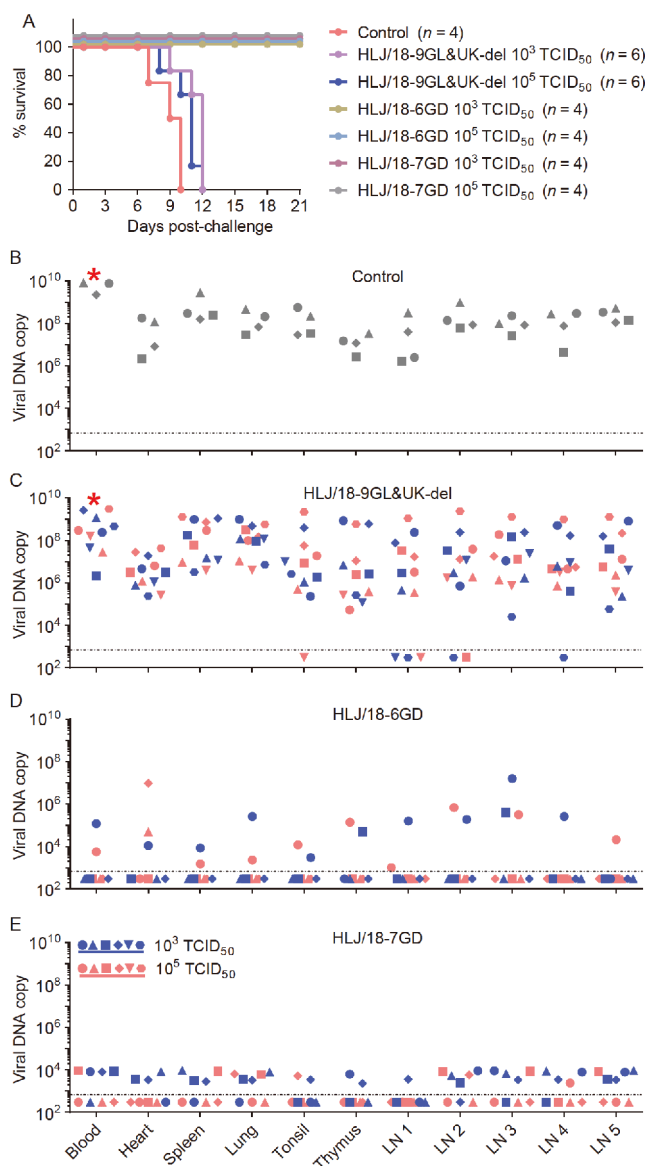 A
% survival
100
80
60
40
20
0
0 3 6 9 12 15 18 21
Days post-challenge
Control (n = 4)
HLJ/18-9GL&UK-del 10³ TCID₅₀ (n = 6)
HLJ/18-9GL&UK-del 10⁵ TCID₅₀ (n = 6)
HLJ/18-6GD 10³ TCID₅₀ (n = 4)
HLJ/18-6GD 10⁵ TCID₅₀ (n = 4)
HLJ/18-7GD 10³ TCID₅₀ (n = 4)
HLJ/18-7GD 10⁵ TCID₅₀ (n = 4)
B
Control
*
Viral DNA copy
10¹⁰
10⁸
10⁶
10⁴
10²
C
HLJ/18-9GL&UK-del
*
Viral DNA copy
10¹⁰
10⁸
10⁶
10⁴
10²
D
HLJ/18-6GD
Viral DNA copy
10¹⁰
10⁸
10⁶
10⁴
10²
E
HLJ/18-7GD
Viral DNA copy
10¹⁰
10⁸
10⁶
10⁴
10²
10³ TCID₅₀
10⁵ TCID₅₀
Blood Heart Spleen Lung Tonsil Thymus LN 1 LN 2 LN 3 LN 4 LN 5